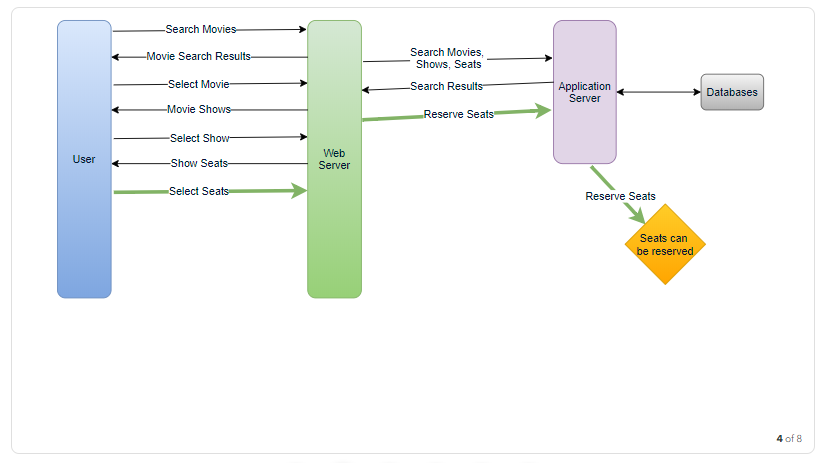 Search Movies
Movie Search Results
Select Movie
Movie Shows
Select Show
Show Seats
Select Seats
User
Web
Server
Search Movies,
Shows, Seats
Search Results
Reserve Seats
Application
Server
Databases
Reserve Seats
Seats can
be reserved
4 of 8